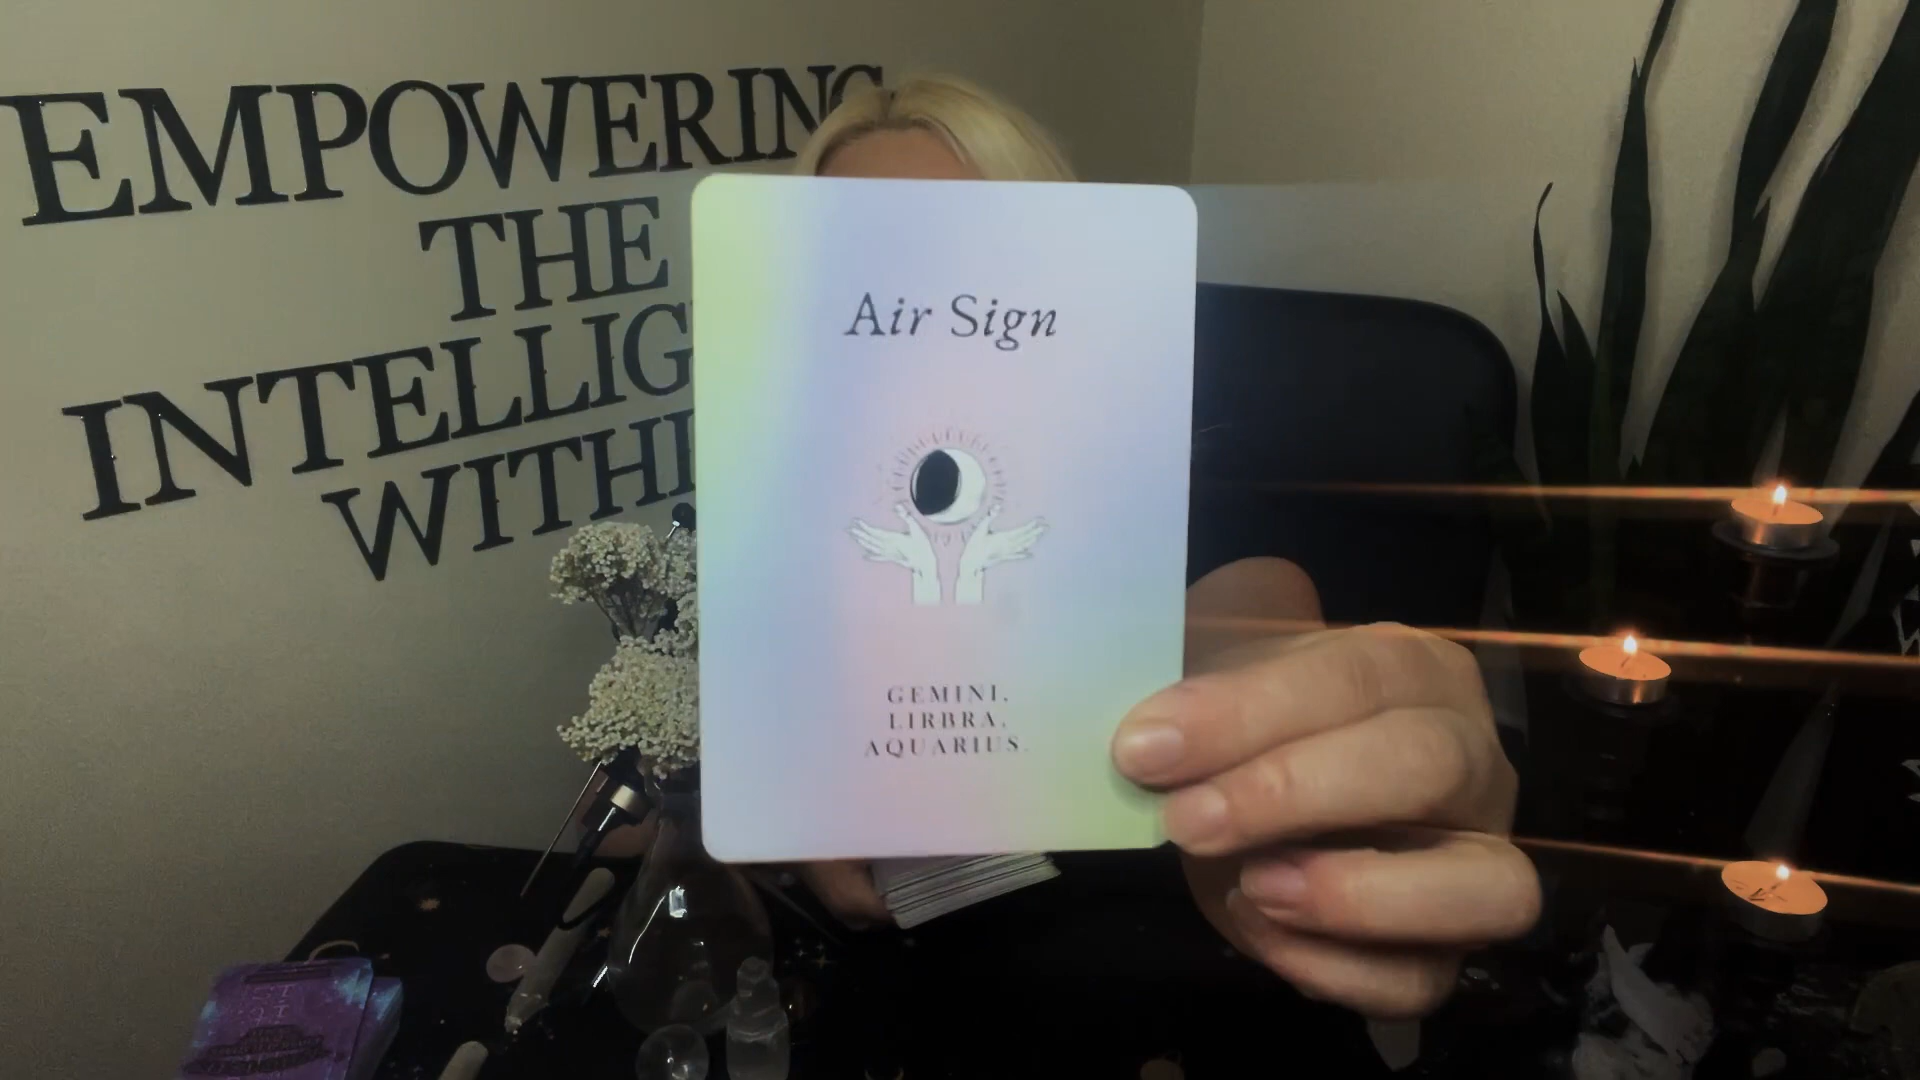 EMPOWERING
THE
INTELLIG
WITHI
Air Sign
GEMINI.
LIRBRA.
AQUARIUS.